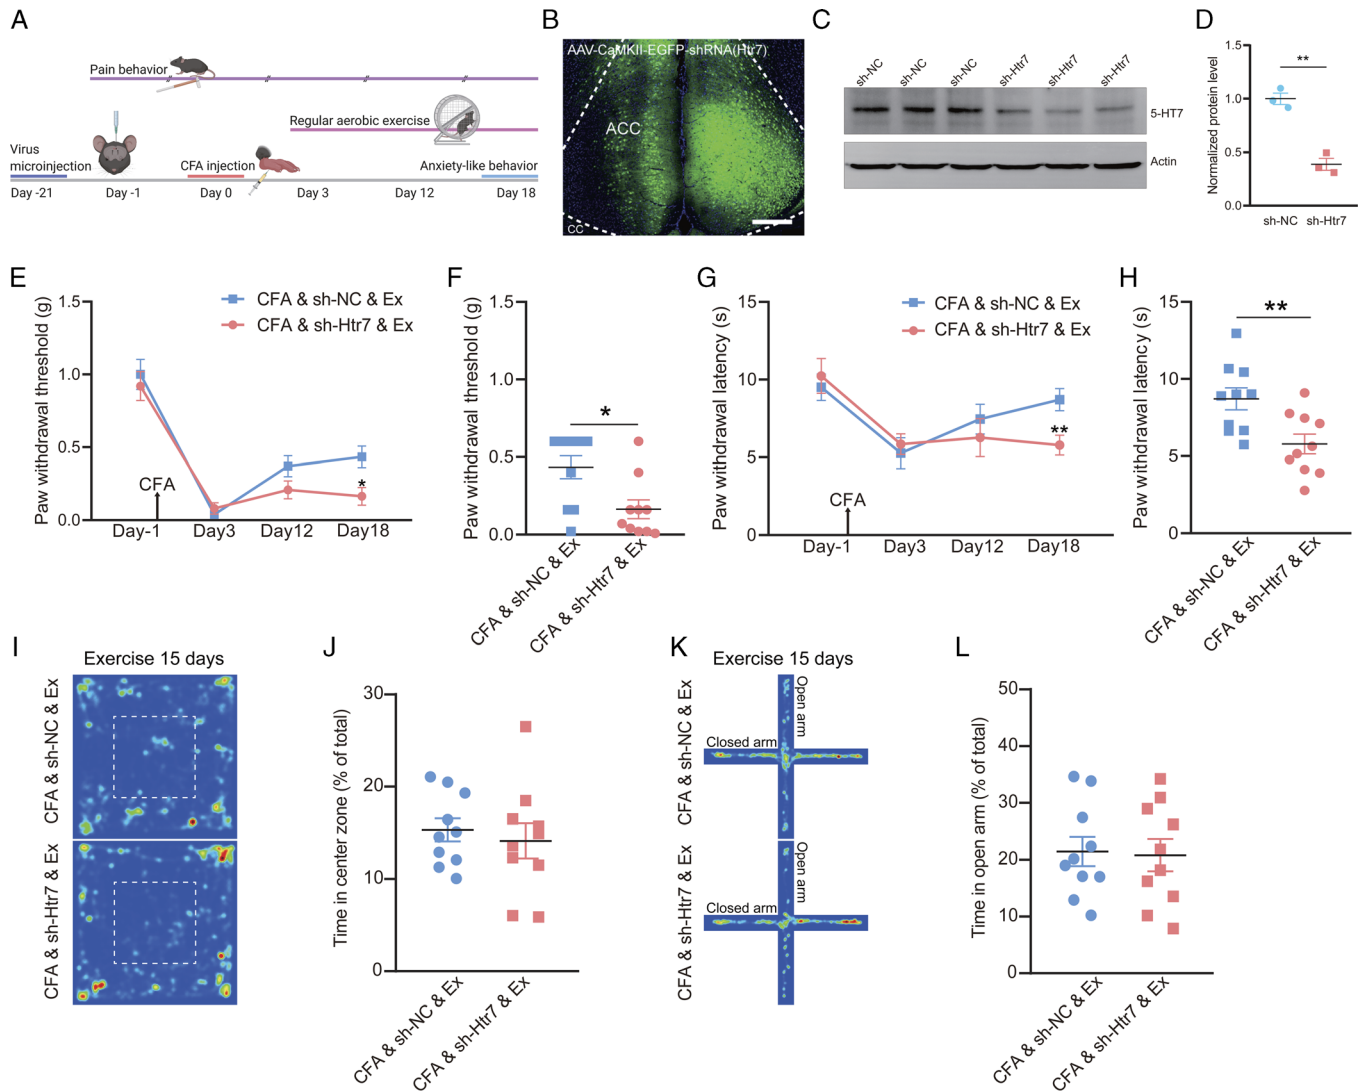 A
Pain behavior
Regular aerobic exercise
Virus
microinjection
CFA injection
Anxiety-like behavior
Day -21
Day -1
Day 0
Day 3
Day 12
Day 18
B
AAV-CaMKII-EGFP-shRNA(Htr7)
ACC
CC
C
sh-NC
sh-NC
sh-NC
sh-Htr7
sh-Htr7
sh-Htr7
5-HT7
Actin
D
Normalized protein level
1.5
1.0
0.5
0.0
**
sh-NC
sh-Htr7
E
Paw withdrawal threshold (g)
1.5
1.0
0.5
0.0
CFA & sh-NC & Ex
CFA & sh-Htr7 & Ex
CFA
*
Day-1
Day3
Day12
Day18
F
Paw withdrawal threshold (g)
1.5
1.0
0.5
0.0
*
CFA & sh-NC & Ex
CFA & sh-Htr7 & Ex
G
Paw withdrawal latency (s)
15
10
5
0
CFA & sh-NC & Ex
CFA & sh-Htr7 & Ex
CFA
**
Day-1
Day3
Day12
Day18
H
Paw withdrawal latency (s)
15
10
5
0
**
CFA & sh-NC & Ex
CFA & sh-Htr7 & Ex
I
Exercise 15 days
CFA & sh-NC & Ex
CFA & sh-Htr7 & Ex
J
Time in center zone (% of total)
30
20
10
0
CFA & sh-NC & Ex
CFA & sh-Htr7 & Ex
K
Exercise 15 days
CFA & sh-NC & Ex
Open arm
Closed arm
CFA & sh-Htr7 & Ex
Open arm
Closed arm
L
Time in open arm (% of total)
50
40
30
20
10
0
CFA & sh-NC & Ex
CFA & sh-Htr7 & Ex